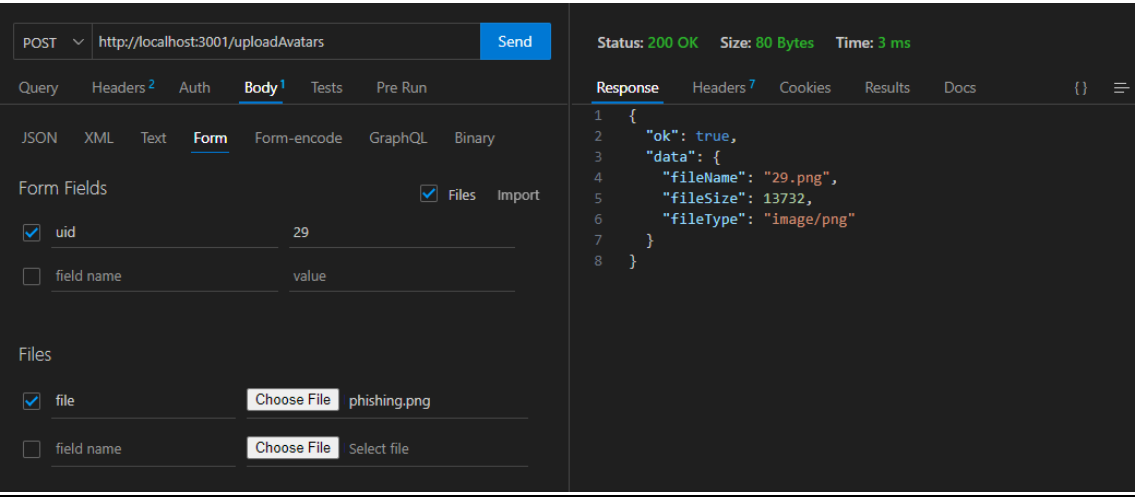 POST http://localhost:3001/uploadAvatars Send
Query Headers 2 Auth Body 1 Tests Pre Run
JSON XML Text Form Form-encode GraphQL Binary
Form Fields Files Import
uid 29
field name value
Files
file Choose File phishing.png
field name Choose File Select file
Status: 200 OK Size: 80 Bytes Time: 3 ms
Response Headers 7 Cookies Results Docs { }
1 {
2 "ok": true,
3 "data": {
4 "fileName": "29.png",
5 "fileSize": 13732,
6 "fileType": "image/png"
7 }
8 }